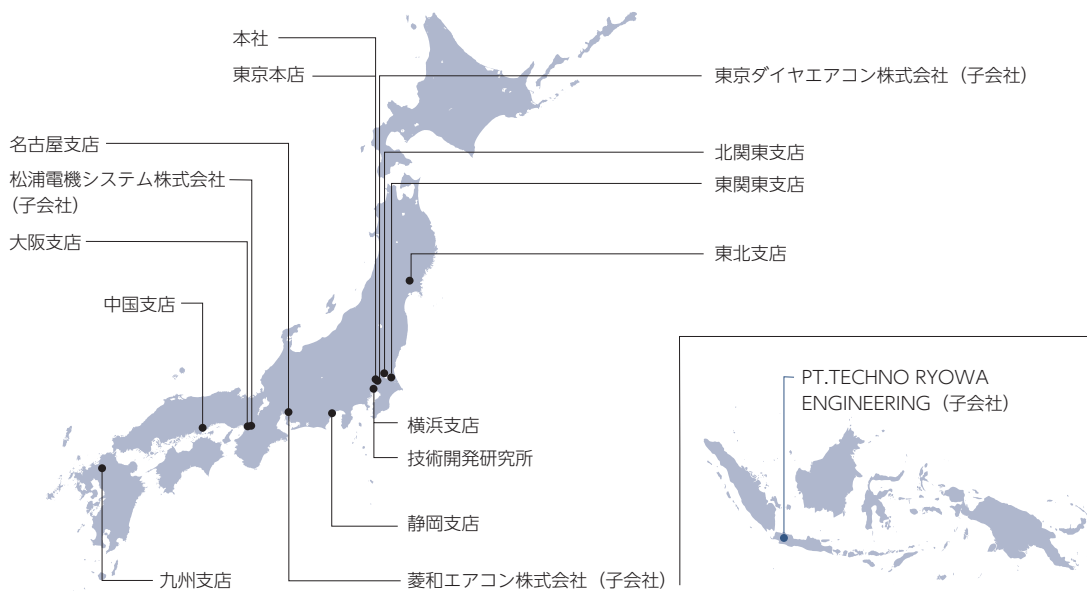 本社
東京本店
東京ダイヤエアコン株式会社（子会社）
名古屋支店
北関東支店
松浦電機システム株式会社
（子会社）
東関東支店
大阪支店
東北支店
中国支店
PT.TECHNO RYOWA
ENGINEERING（子会社）
横浜支店
技術開発研究所
静岡支店
九州支店
菱和エアコン株式会社（子会社）